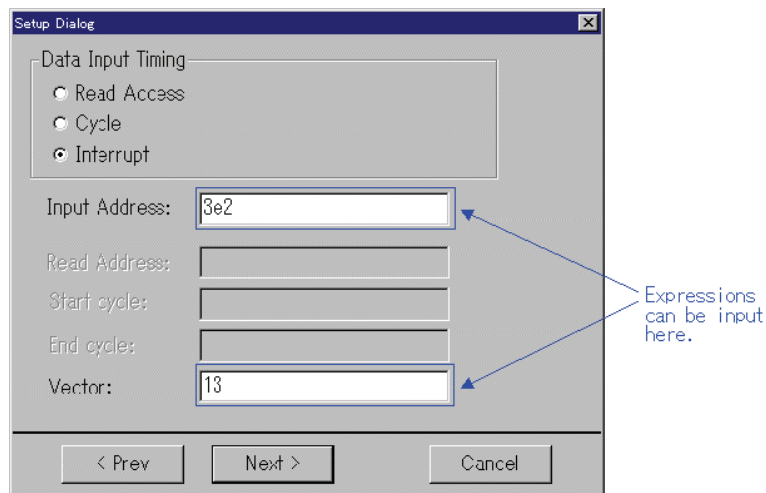 Setup Dialog
Data Input Timing
Read Access
Cycle
Interrupt
Input Address: 3e2
Read Address:
Start cycle:
End cycle:
Vector: 13
Expressions
can be input
here.
< Prev Next > Cancel